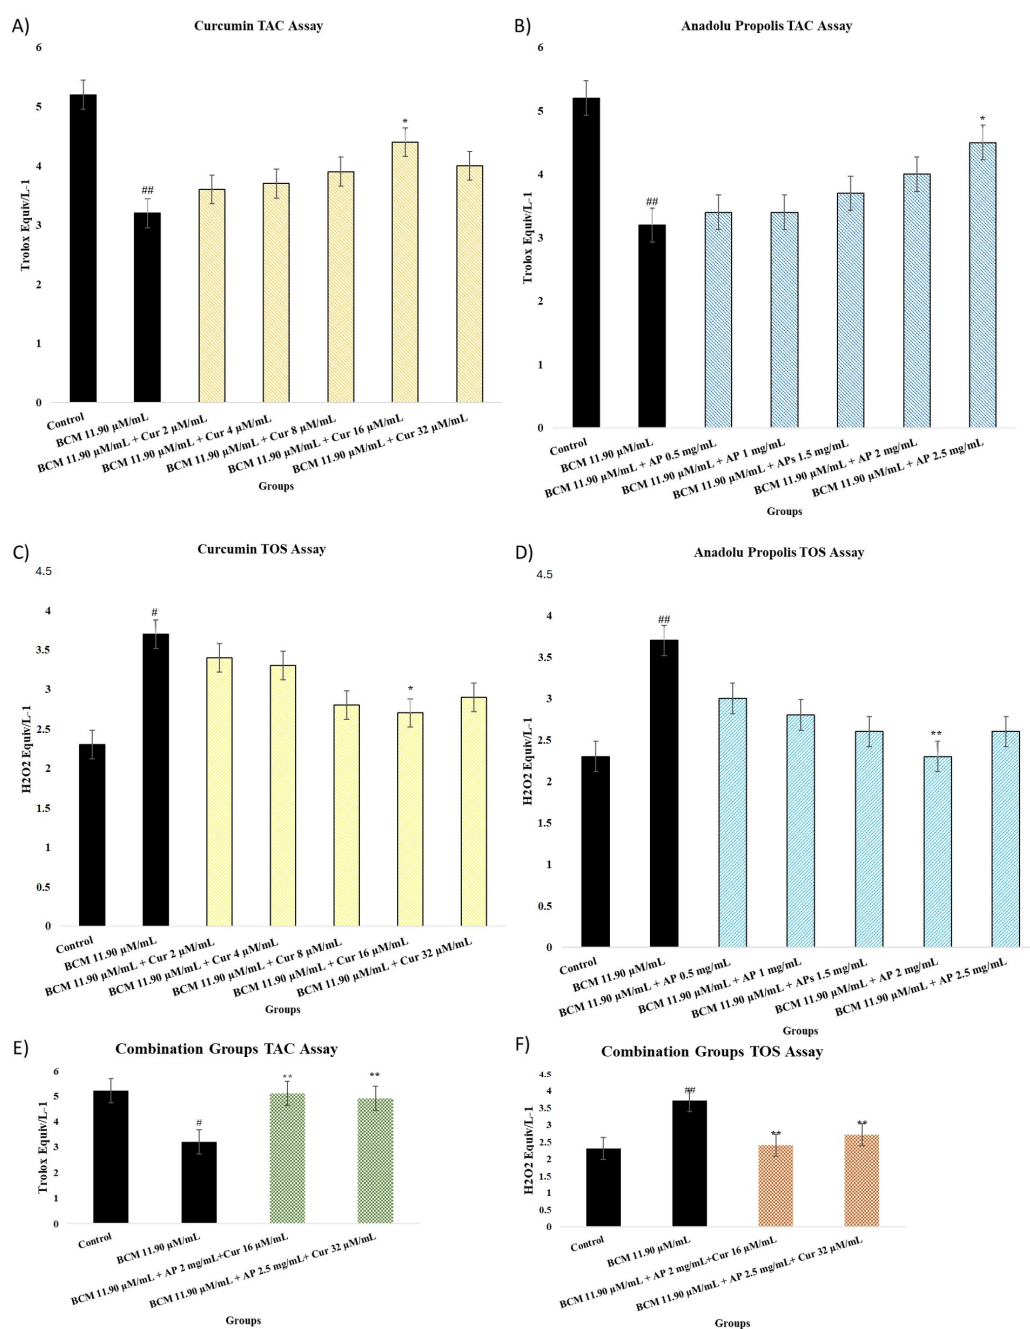 A)
Curcumin TAC Assay
6
5
4
3
2
1
0
Trolox Equiv/L-1
##
*
Control
BCM 11.90 µM/mL
BCM 11.90 µM/mL + Cur 2 µM/mL
BCM 11.90 µM/mL + Cur 4 µM/mL
BCM 11.90 µM/mL + Cur 8 µM/mL
BCM 11.90 µM/mL + Cur 16 µM/mL
BCM 11.90 µM/mL + Cur 32 µM/mL
Groups
B)
Anadolu Propolis TAC Assay
6
5
4
3
2
1
0
Trolox Equiv/L-1
##
*
Control
BCM 11.90 µM/mL
BCM 11.90 µM/mL + AP 0.5 mg/mL
BCM 11.90 µM/mL + AP 1 mg/mL
BCM 11.90 µM/mL + APs 1.5 mg/mL
BCM 11.90 µM/mL + AP 2 mg/mL
BCM 11.90 µM/mL + AP 2.5 mg/mL
Groups
C)
Curcumin TOS Assay
4.5
4
3.5
3
2.5
2
1.5
1
0.5
0
H2O2 Equiv/L-1
#
*
Control
BCM 11.90 µM/mL
BCM 11.90 µM/mL + Cur 2 µM/mL
BCM 11.90 µM/mL + Cur 4 µM/mL
BCM 11.90 µM/mL + Cur 8 µM/mL
BCM 11.90 µM/mL + Cur 16 µM/mL
BCM 11.90 µM/mL + Cur 32 µM/mL
Groups
D)
Anadolu Propolis TOS Assay
4.5
4
3.5
3
2.5
2
1.5
1
0.5
0
H2O2 Equiv/L-1
##
**
Control
BCM 11.90 µM/mL
BCM 11.90 µM/mL + AP 0.5 mg/mL
BCM 11.90 µM/mL + AP 1 mg/mL
BCM 11.90 µM/mL + APs 1.5 mg/mL
BCM 11.90 µM/mL + AP 2 mg/mL
BCM 11.90 µM/mL + AP 2.5 mg/mL
Groups
E)
Combination Groups TAC Assay
6
5
4
3
2
1
0
Trolox Equiv/L-1
#
**
**
Control
BCM 11.90 µM/mL
BCM 11.90 µM/mL + AP 2 mg/mL+Cur 16 µM/mL
BCM 11.90 µM/mL + AP 2.5 mg/mL+ Cur 32 µM/mL
Groups
F)
Combination Groups TOS Assay
4.5
4
3.5
3
2.5
2
1.5
1
0.5
0
H2O2 Equiv/L-1
##
**
**
Control
BCM 11.90 µM/mL
BCM 11.90 µM/mL + AP 2 mg/mL+Cur 16 µM/mL
BCM 11.90 µM/mL + AP 2.5 mg/mL+ Cur 32 µM/mL
Groups